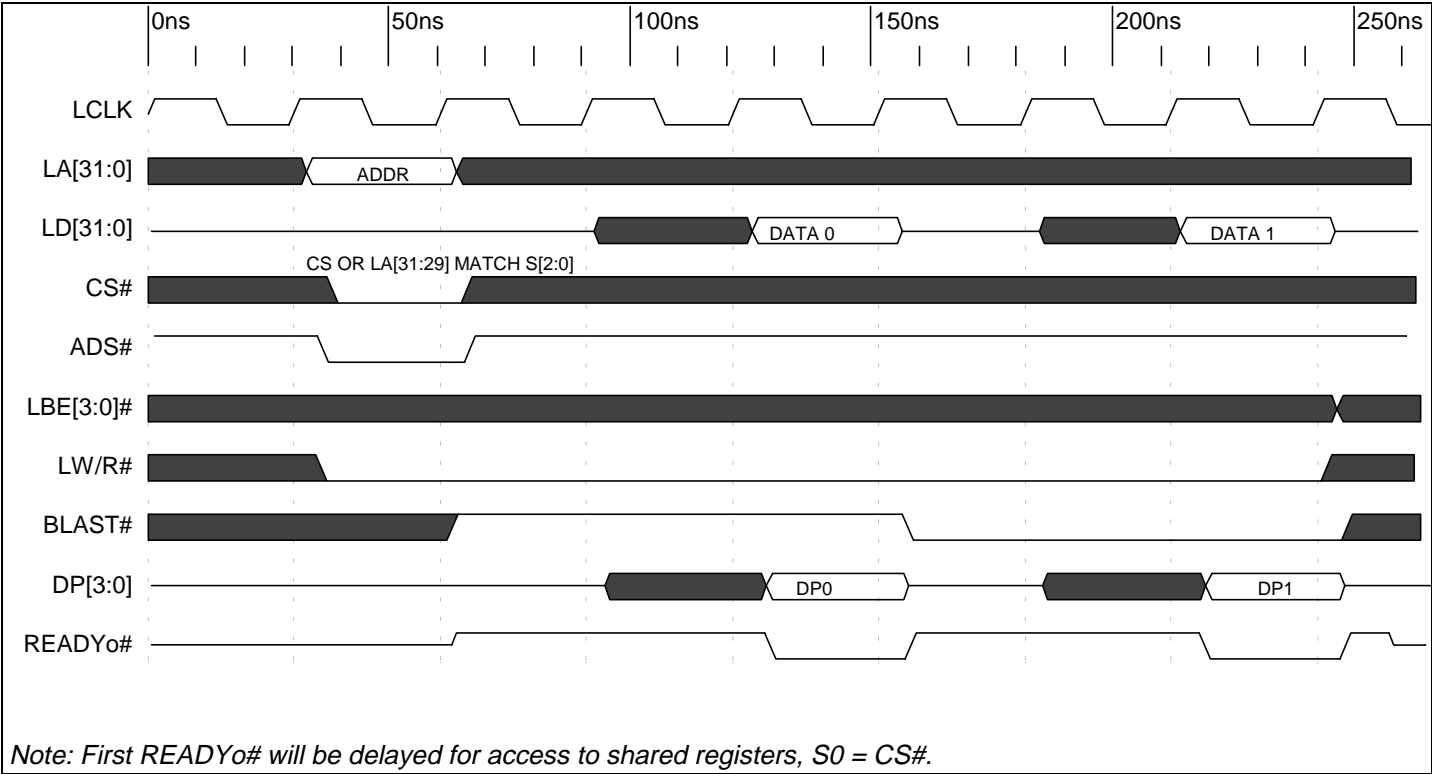 0ns 50ns 100ns 150ns 200ns 250ns
LCLK
LA[31:0] ADDR
LD[31:0] DATA 0 DATA 1
CS OR LA[31:29] MATCH S[2:0]
CS#
ADS#
LBE[3:0]#
LW/R#
BLAST#
DP[3:0] DP0 DP1
READYo#
Note: First READYo# will be delayed for access to shared registers, S0 = CS#.